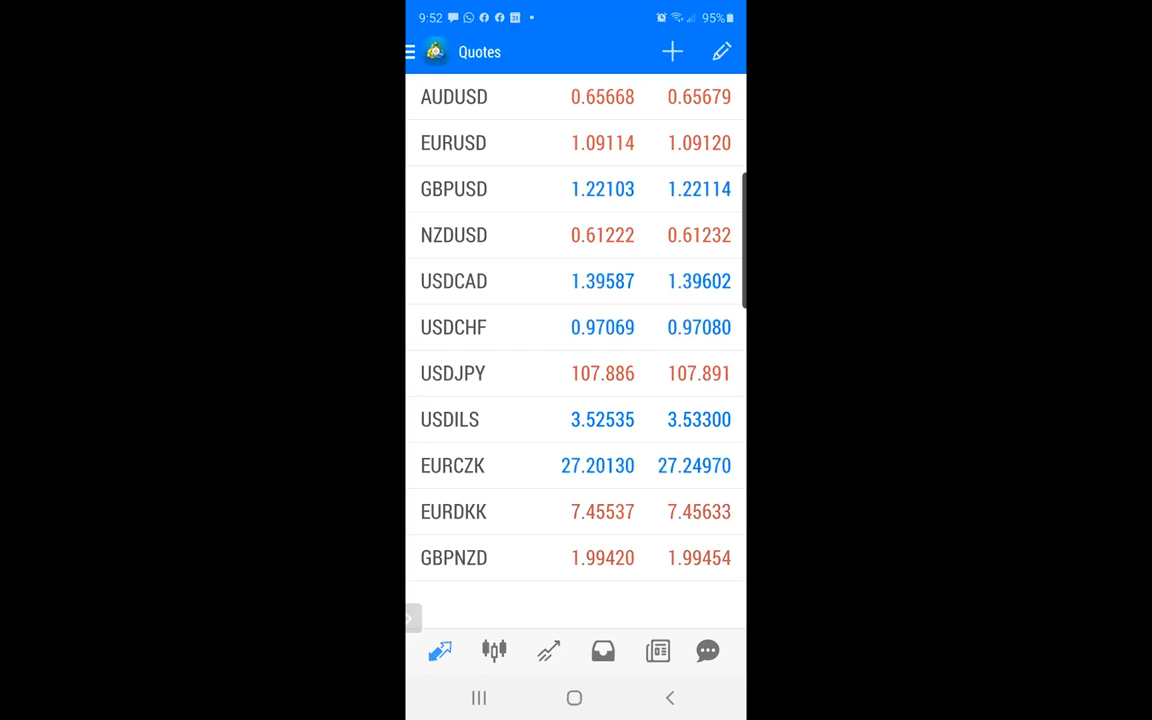 9:52 31 95%
Quotes
AUDUSD 0.65668 0.65679
EURUSD 1.09114 1.09120
GBPUSD 1.22103 1.22114
NZDUSD 0.61222 0.61232
USDCAD 1.39587 1.39602
USDCHF 0.97069 0.97080
USDJPY 107.886 107.891
USDILS 3.52535 3.53300
EURCZK 27.20130 27.24970
EURDKK 7.45537 7.45633
GBPNZD 1.99420 1.99454